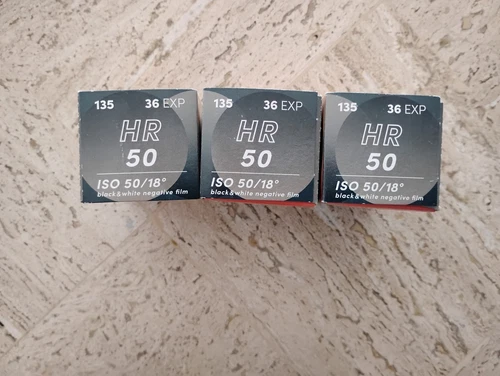 135 36 EXP
HR
50
ISO 50/18°
black&white negative film
135 36 EXP
HR
50
ISO 50/18°
black&white negative film
135 36 EXP
HR
50
ISO 50/18°
black&white negative film